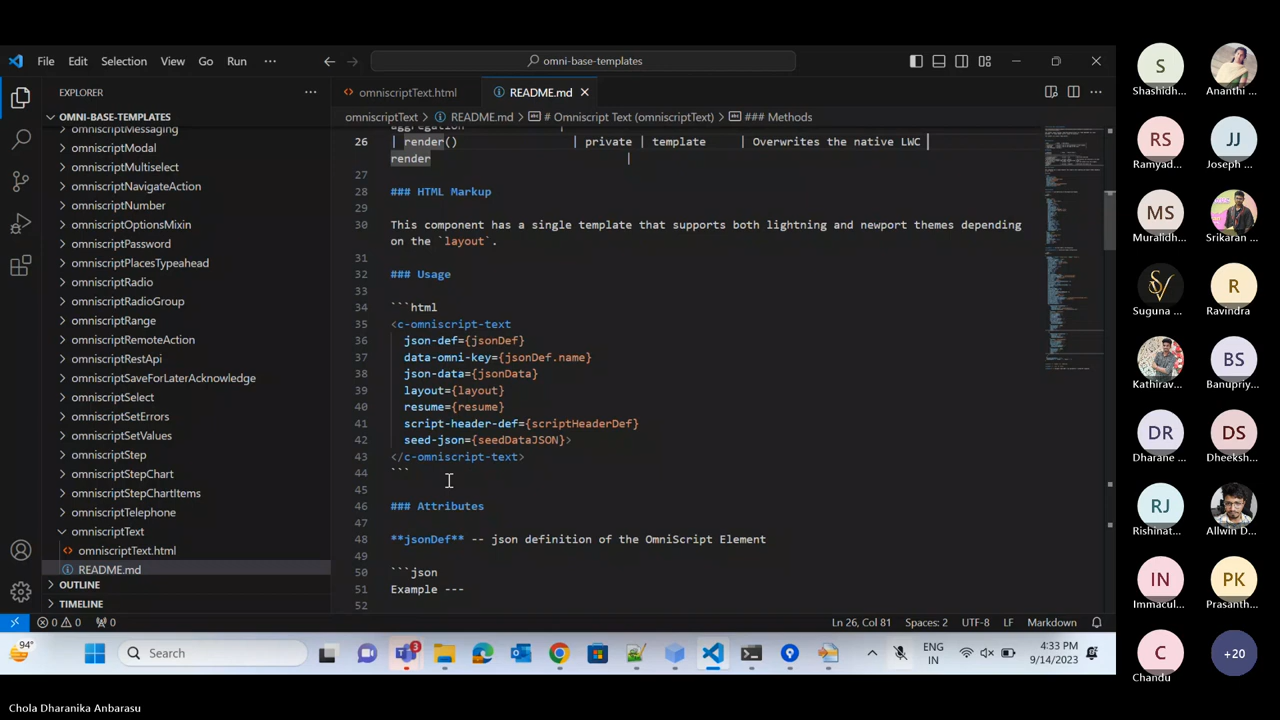 File Edit Selection View Go Run ...
omni-base-templates
EXPLORER
omniscriptText.html
README.md
OMNI-BASE-TEMPLATES
omniscriptText > README.md > # Omniscript Text (omniscriptText) > ### Methods
omniscriptMessaging
omniscriptModal
omniscriptMultiselect
omniscriptNavigateAction
omniscriptNumber
omniscriptOptionsMixin
omniscriptPassword
omniscriptPlacesTypeahead
omniscriptRadio
omniscriptRadioGroup
omniscriptRange
omniscriptRemoteAction
omniscriptRestApi
omniscriptSaveForLaterAcknowledge
omniscriptSelect
omniscriptSetErrors
omniscriptSetValues
omniscriptStep
omniscriptStepChart
omniscriptStepChartItems
omniscriptTelephone
omniscriptText
omniscriptText.html
README.md
OUTLINE
TIMELINE
aggregation |
26 | render() | private | template | Overwrites the native LWC
render |
27
28 ### HTML Markup
29
30 This component has a single template that supports both lightning and newport themes depending
on the `layout`.
31
32 ### Usage
33
34 ```html
35 <c-omniscript-text
36 json-def={jsonDef}
37 data-omni-key={jsonDef.name}
38 json-data={jsonData}
39 layout={layout}
40 resume={resume}
41 script-header-def={scriptHeaderDef}
42 seed-json={seedDataJSON}>
43 </c-omniscript-text>
44 ```
45
46 ### Attributes
47
48 **jsonDef** -- json definition of the OmniScript Element
49
50 ```json
51 Example ---
52
0 0 0
Ln 26, Col 81 Spaces: 2 UTF-8 LF Markdown
94°
Search
3
ENG
IN
4:33 PM
9/14/2023
S
Shashidh...
Ananthi ...
RS
Ramyad...
JJ
Joseph ...
MS
Muralidh...
Srikaran ...
SV
Suguna ...
R
Ravindra
Kathirav...
BS
Banupriy...
DR
Dharane ...
DS
Dheeksh...
RJ
Rishinat...
Allwin D...
IN
Immacul...
PK
Prasanth...
C
Chandu
+20
Chola Dharanika Anbarasu